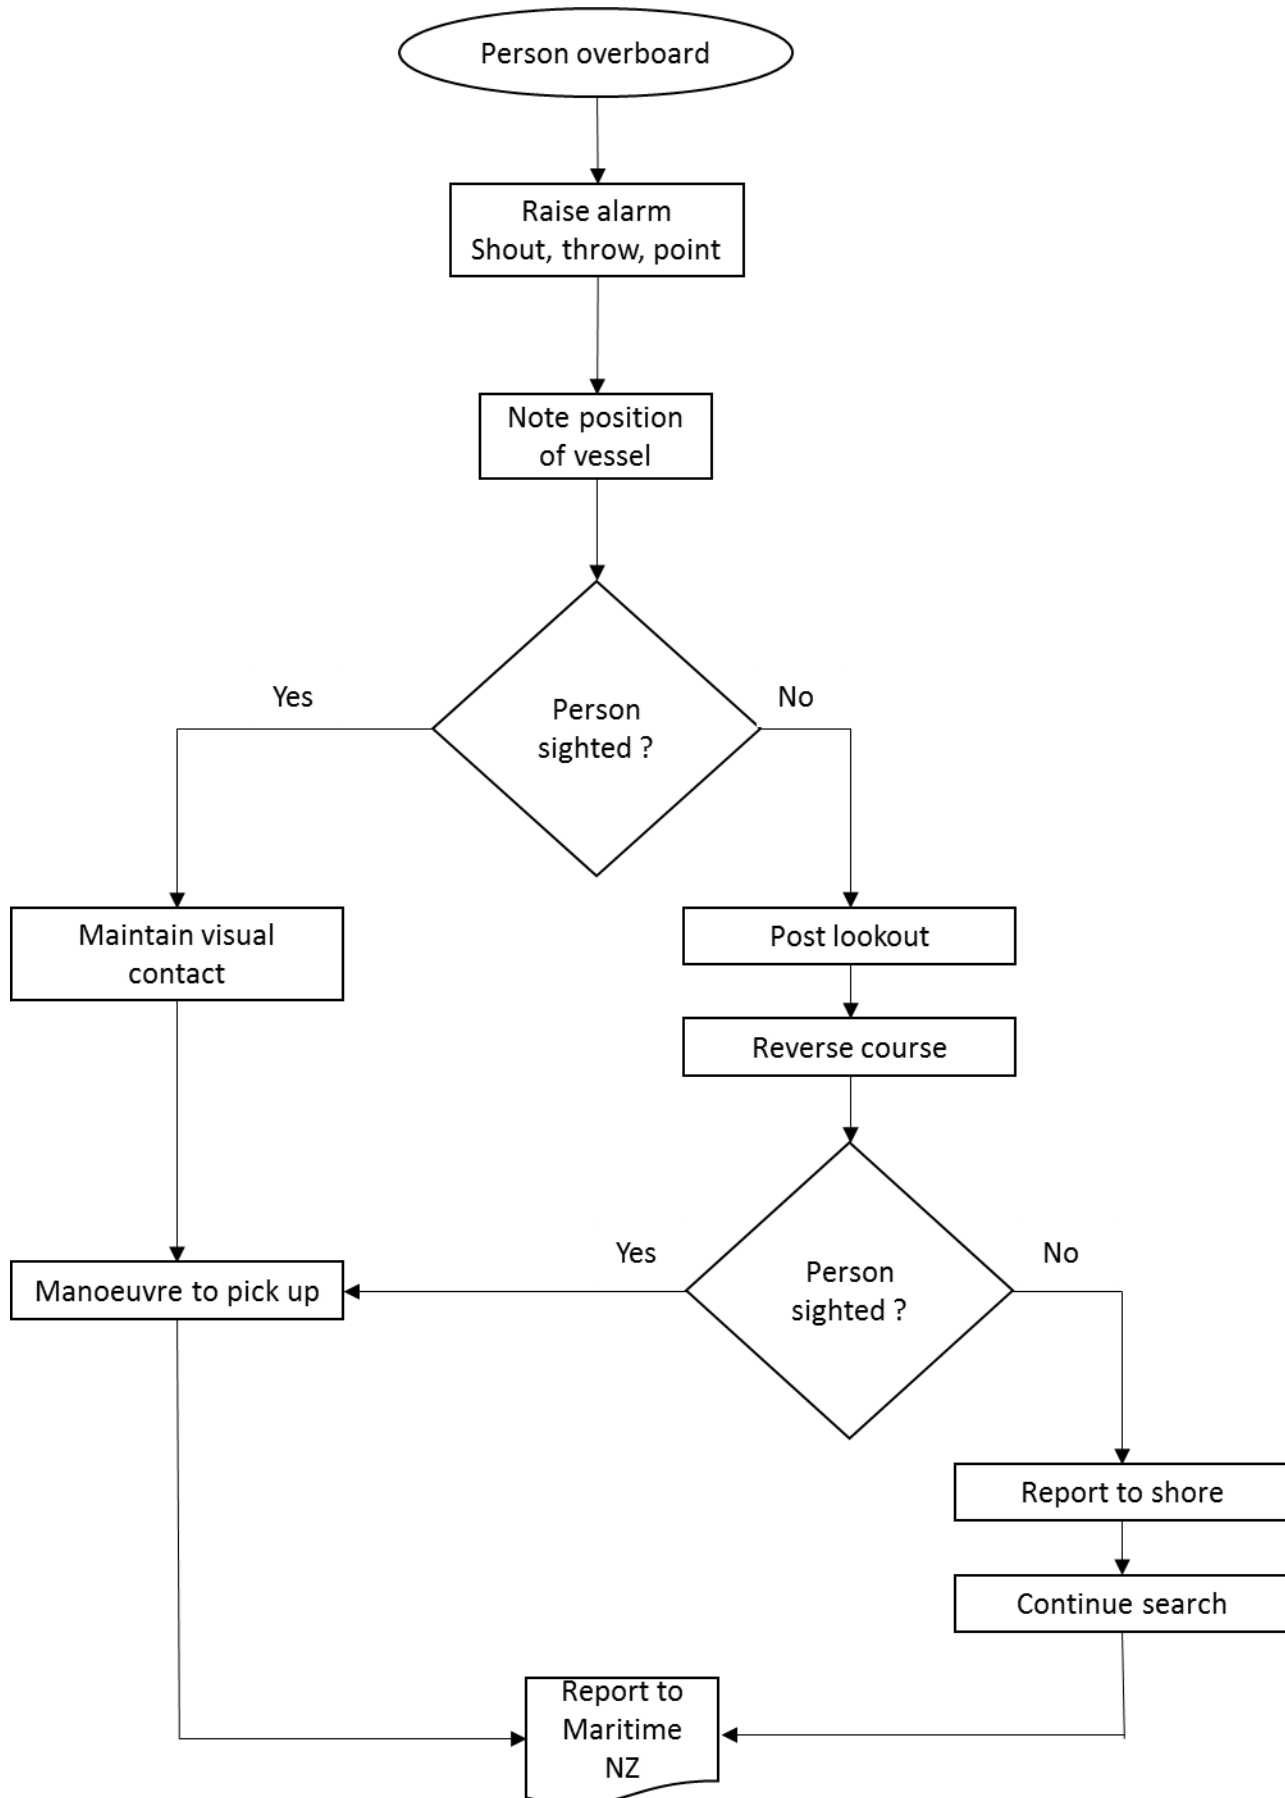 Person overboard
Raise alarm
Shout, throw, point
Note position
of vessel
Yes
No
Person
sighted ?
Maintain visual
contact
Post lookout
Reverse course
Yes
No
Person
sighted ?
Manoeuvre to pick up
Report to shore
Continue search
Report to
Maritime
NZ